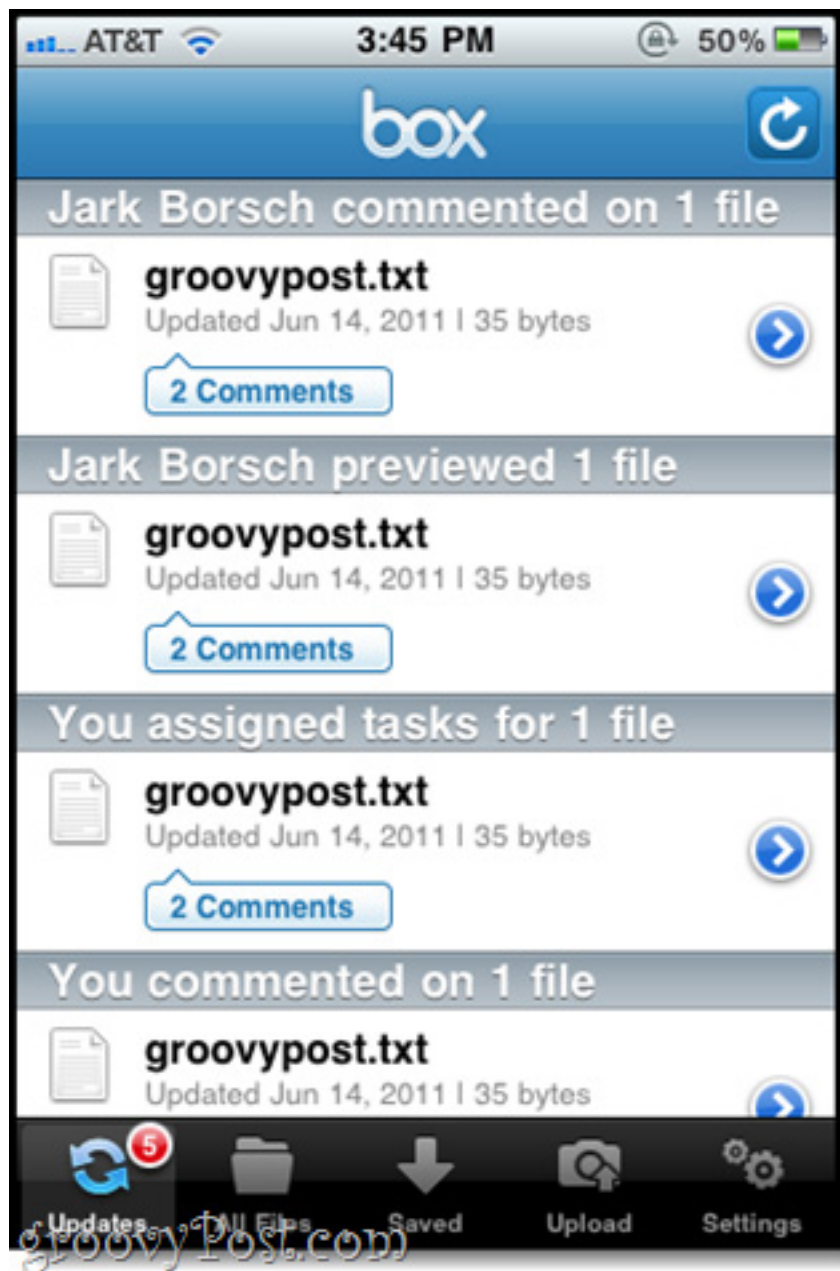 AT&T 3:45 PM 50%
box
Jark Borsch commented on 1 file
groovypost.txt
Updated Jun 14, 2011 | 35 bytes
2 Comments
Jark Borsch previewed 1 file
groovypost.txt
Updated Jun 14, 2011 | 35 bytes
2 Comments
You assigned tasks for 1 file
groovypost.txt
Updated Jun 14, 2011 | 35 bytes
2 Comments
You commented on 1 file
groovypost.txt
Updated Jun 14, 2011 | 35 bytes
5
Updates All Files Saved Upload Settings
groovyPost.com